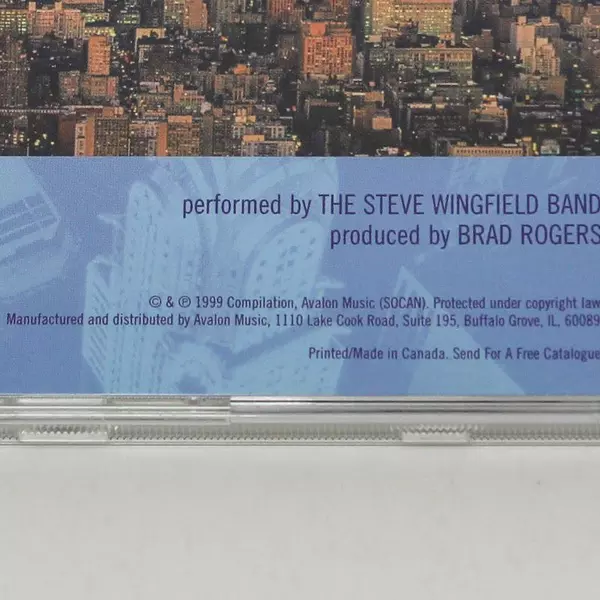 performed by THE STEVE WINGFIELD BAND
produced by BRAD ROGERS
© & ℗ 1999 Compilation, Avalon Music (SOCAN). Protected under copyright law
Manufactured and distributed by Avalon Music, 1110 Lake Cook Road, Suite 195, Buffalo Grove, IL, 60089
Printed/Made in Canada. Send For A Free Catalogue